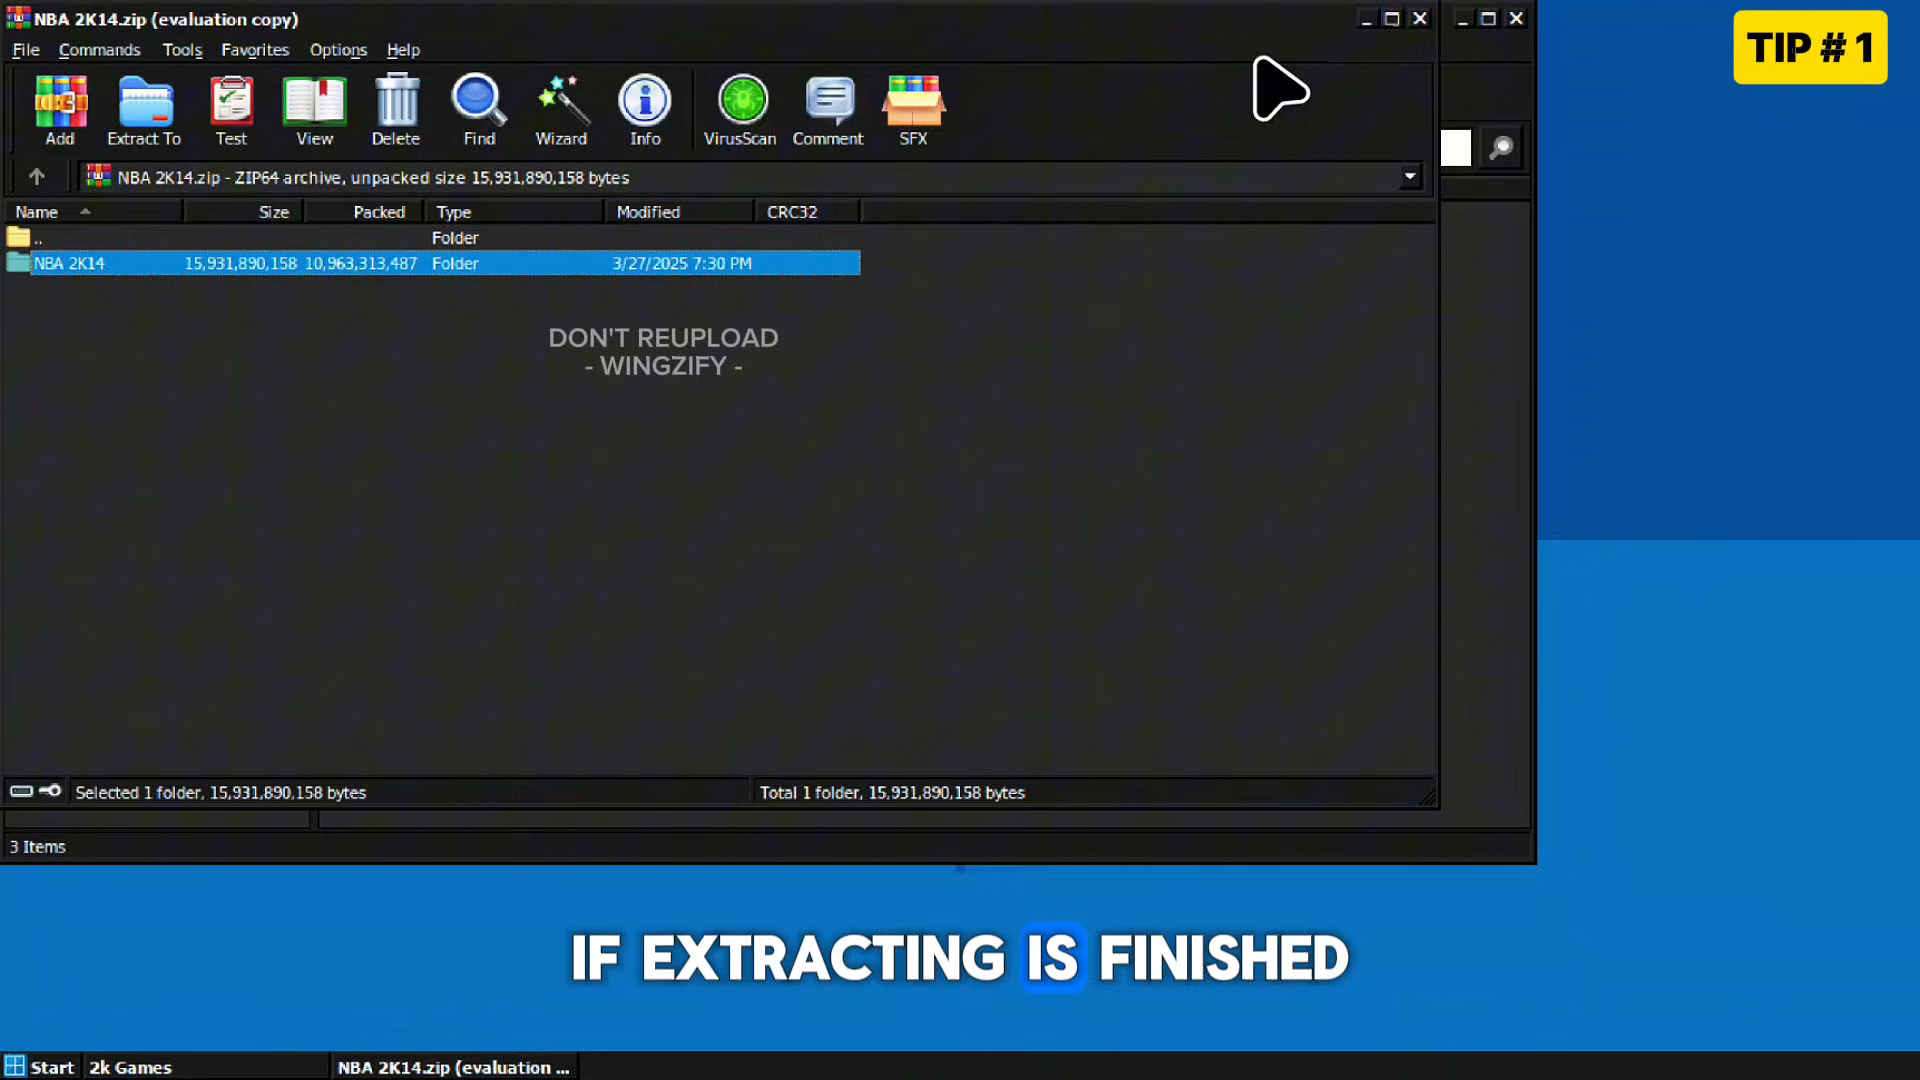 NBA 2K14.zip (evaluation copy)
TIP # 1
File Commands Tools Favorites Options Help
Add Extract To Test View Delete Find Wizard Info VirusScan Comment SFX
NBA 2K14.zip - ZIP64 archive, unpacked size 15,931,890,158 bytes
Name Size Packed Type Modified CRC32
.. Folder
NBA 2K14 15,931,890,158 10,963,313,487 Folder 3/27/2025 7:30 PM
DON'T REUPLOAD
- WINGZIFY -
Selected 1 folder, 15,931,890,158 bytes Total 1 folder, 15,931,890,158 bytes
3 Items
IF EXTRACTING IS FINISHED
Start 2k Games NBA 2K14.zip (evaluation ...